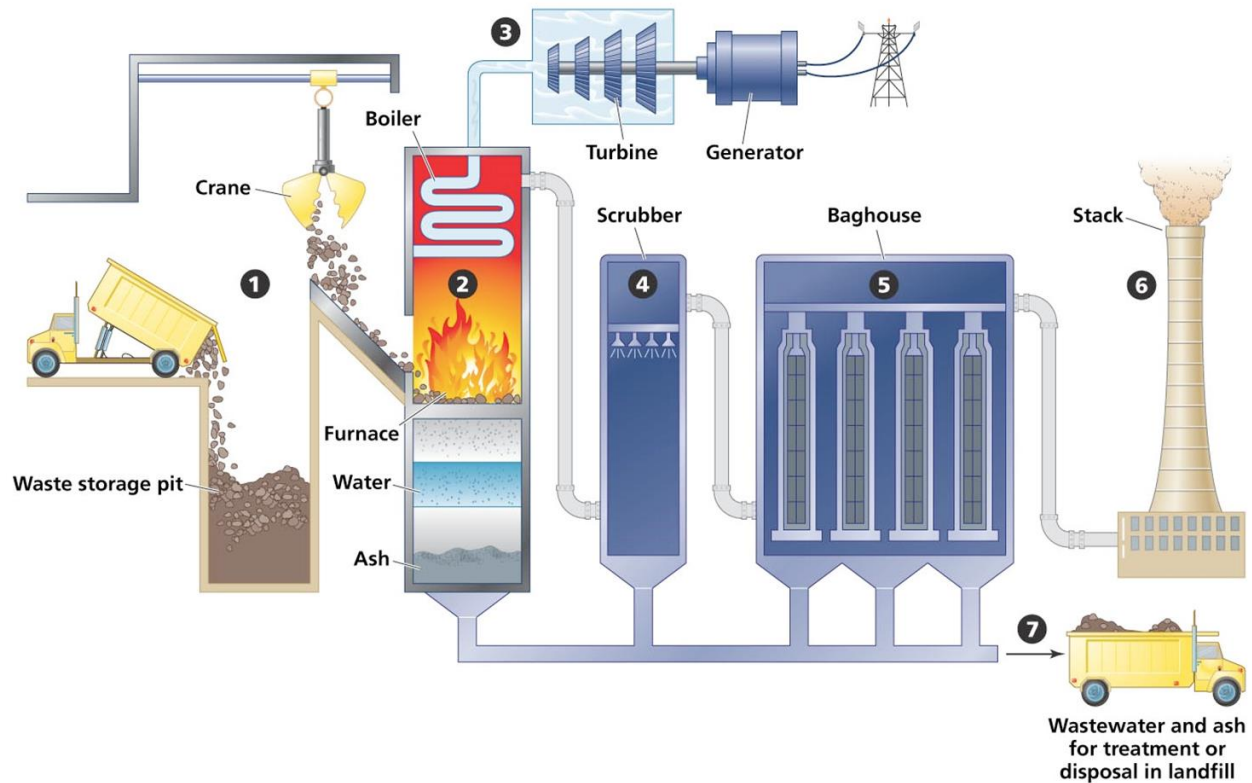 3
Boiler
Turbine
Generator
Crane
Scrubber
Baghouse
Stack
1
2
4
5
6
Furnace
Waste storage pit
Water
Ash
7
Wastewater and ash
for treatment or
disposal in landfill